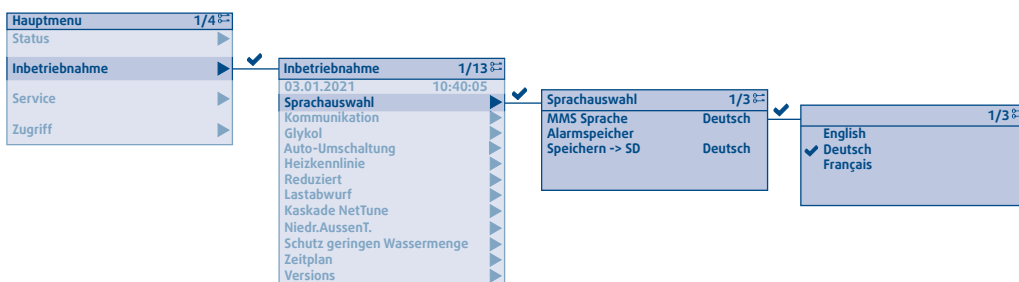 Hauptmenu 1/4
Status
Inbetriebnahme
Service
Zugriff
Inbetriebnahme 1/13
03.01.2021 10:40:05
Sprachauswahl
Kommunikation
Glykol
Auto-Umschaltung
Heizkennlinie
Reduziert
Lastabwurf
Kaskade NetTune
Niedr.AussenT.
Schutz geringen Wassermenge
Zeitplan
Versions
Sprachauswahl 1/3
MMS Sprache Deutsch
Alarmspeicher
Speichern -> SD Deutsch
1/3
English
Deutsch
Français